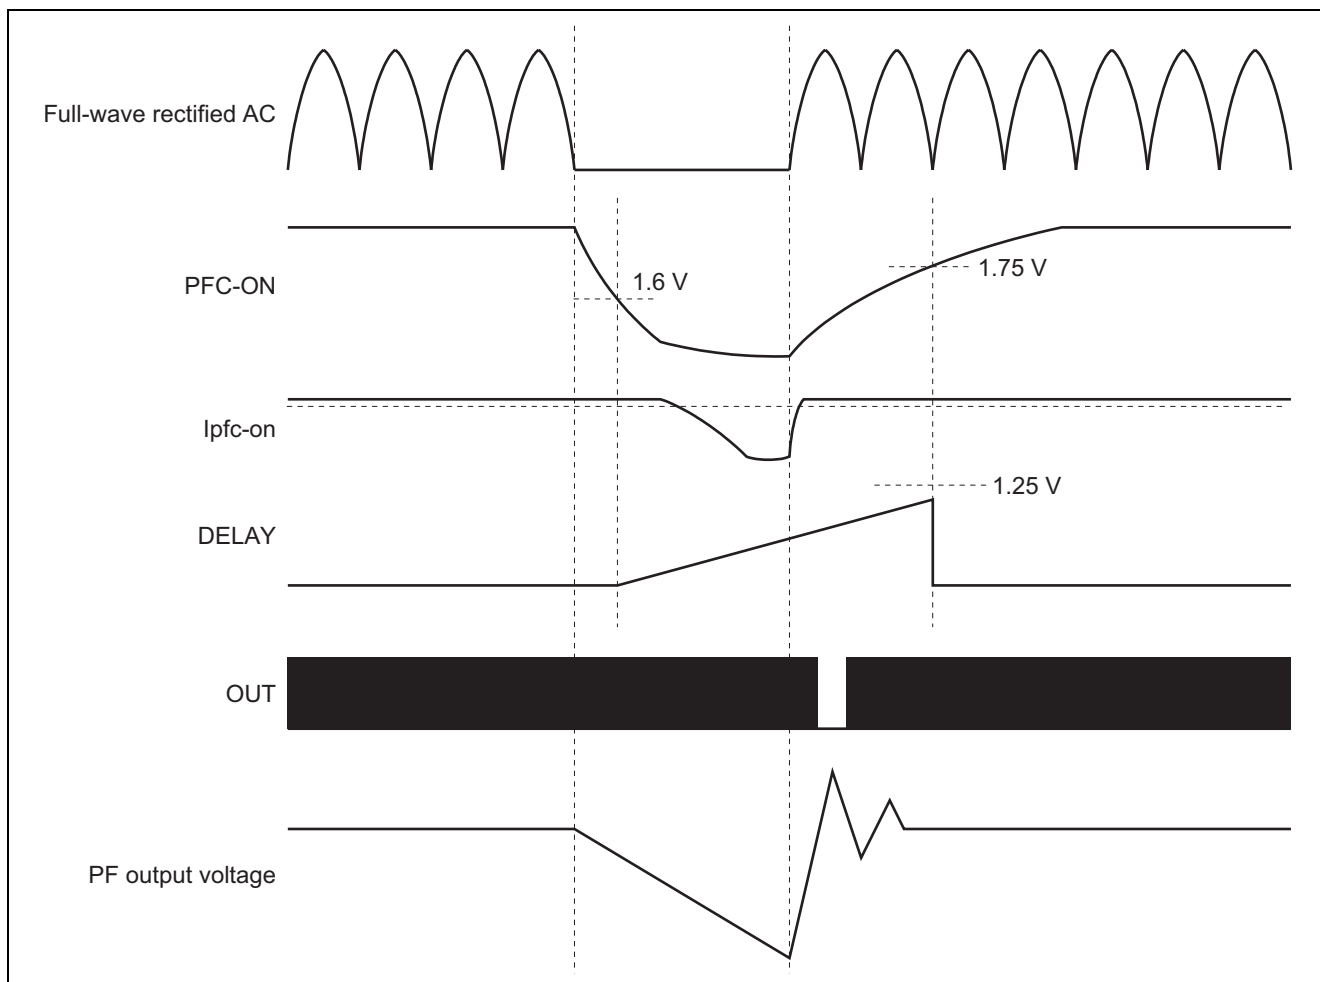 Full-wave rectified AC
PFC-ON
1.6 V
1.75 V
Ipfc-on
1.25 V
DELAY
OUT
PF output voltage